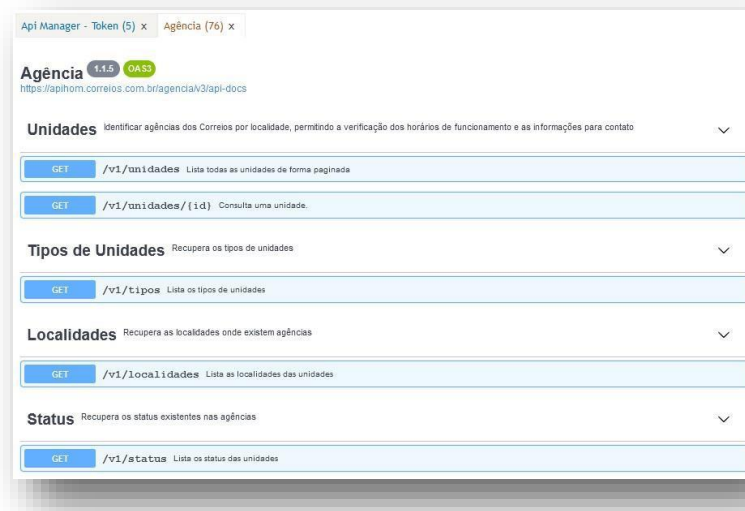 Api Manager - Token (5) x Agência (76) x
Agência 1.1.5 OAS3
https://apihom.correios.com.br/agencia/v3/api-docs
Unidades Identificar agências dos Correios por localidade, permitindo a verificação dos horários de funcionamento e as informações para contato
GET /v1/unidades Lista todas as unidades de forma paginada
GET /v1/unidades/{id} Consulta uma unidade.
Tipos de Unidades Recupera os tipos de unidades
GET /v1/tipos Lista os tipos de unidades
Localidades Recupera as localidades onde existem agências
GET /v1/localidades Lista as localidades das unidades
Status Recupera os status existentes nas agências
GET /v1/status Lista os status das unidades